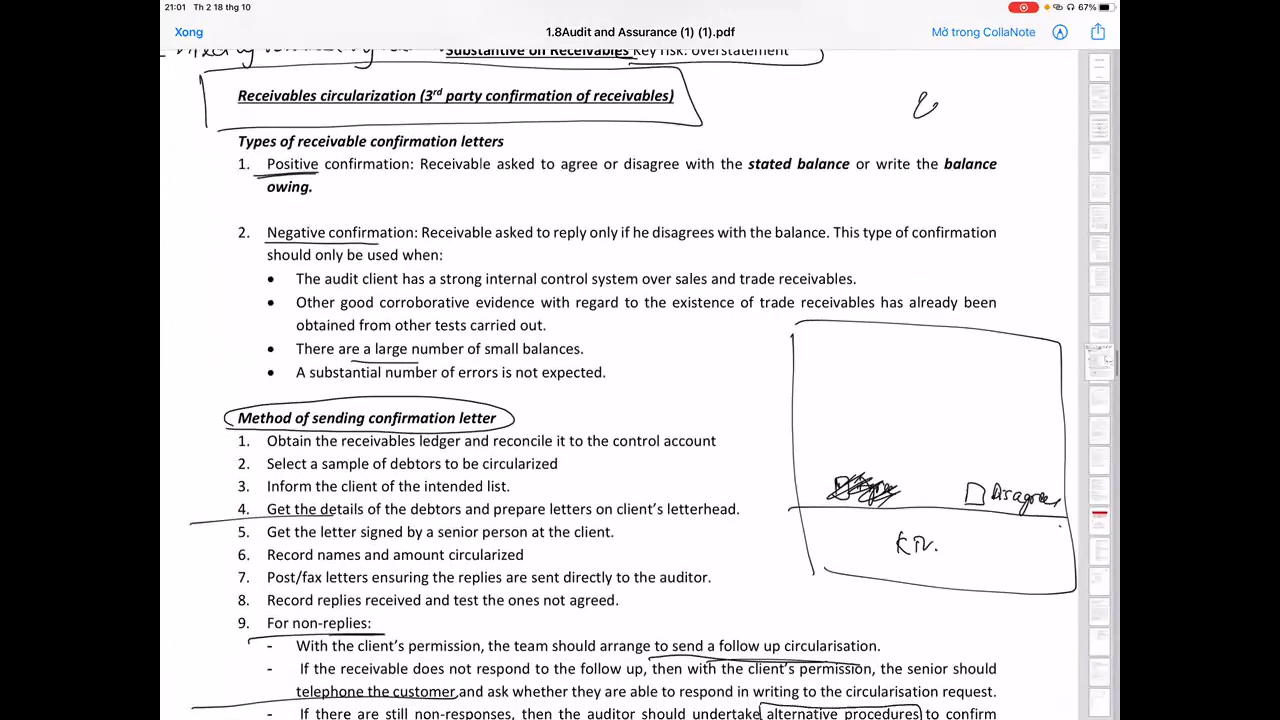 21:01 Th 2 18 thg 10 67%
Xong 1.8Audit and Assurance (1) (1).pdf Mở trong CollaNote
Substantive on Receivables Key risk: overstatement
Receivables circularization (3rd party confirmation of receivables)
Types of receivable confirmation letters
1. Positive confirmation: Receivable asked to agree or disagree with the stated balance or write the balance
owing.
2. Negative confirmation: Receivable asked to reply only if he disagrees with the balance. This type of confirmation
should only be used when:
• The audit client has a strong internal control system over sales and trade receivables.
• Other good corroborative evidence with regard to the existence of trade receivables has already been
obtained from other tests carried out.
• There are a large number of small balances.
• A substantial number of errors is not expected.
Method of sending confirmation letter
1. Obtain the receivables ledger and reconcile it to the control account
2. Select a sample of debtors to be circularized
3. Inform the client of the intended list.
Disagree
4. Get the details of the debtors and prepare letters on client's letterhead.
5. Get the letter signed by a senior person at the client.
6. Record names and amount circularized
7. Post/fax letters ensuring the replies are sent directly to the auditor.
8. Record replies received and test the ones not agreed.
9. For non-replies:
- With the client's permission, the team should arrange to send a follow up circularisation.
- If the receivable does not respond to the follow up, then with the client's permission, the senior should
telephone the customer and ask whether they are able to respond in writing to the circularisation request.
- If there are still non-responses, then the auditor should undertake alternative procedures to confirm